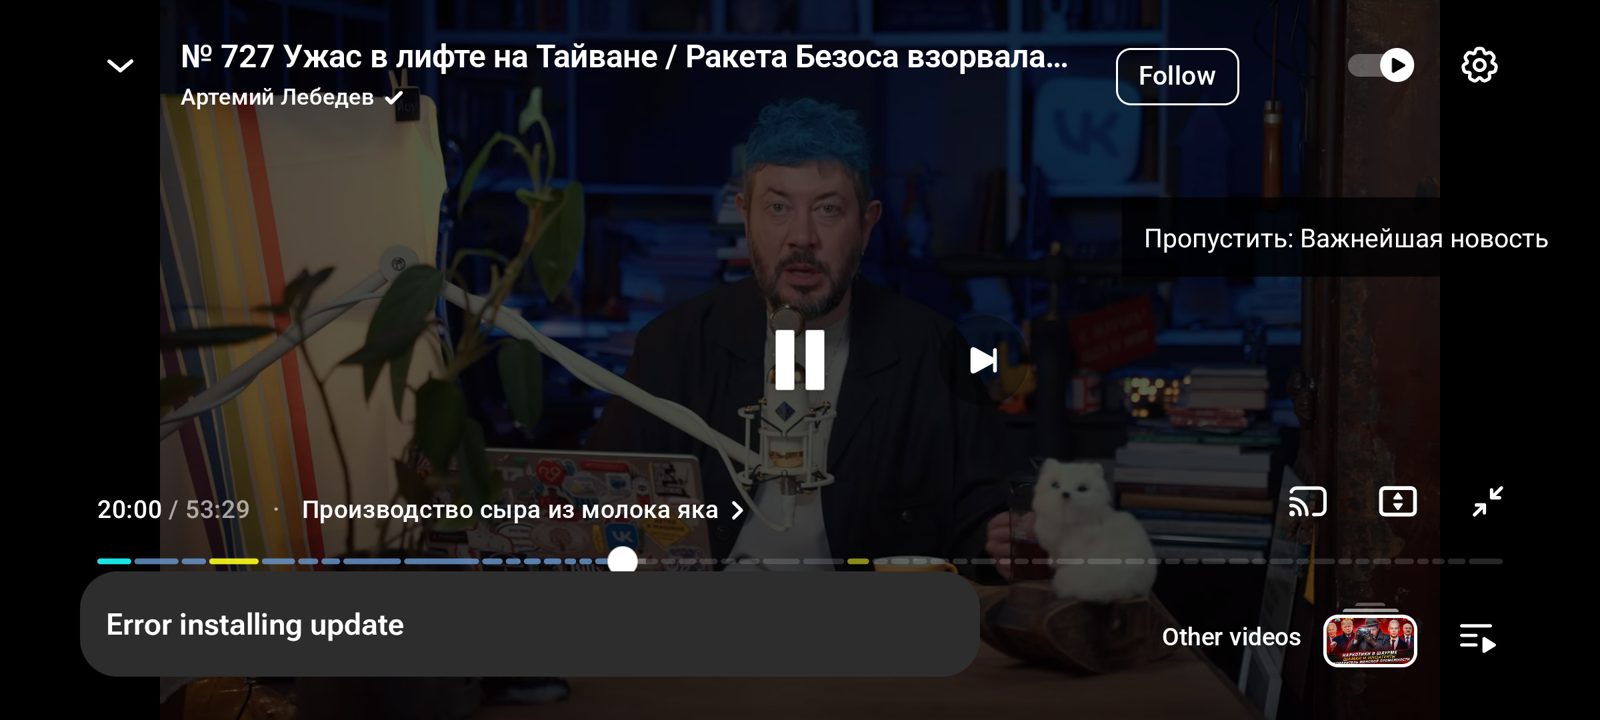 № 727 Ужас в лифте на Тайване / Ракета Безоса взорвала...
Артемий Лебедев
Follow
Пропустить: Важнейшая новость
20:00 / 53:29 · Производство сыра из молока яка
Error installing update
Other videos